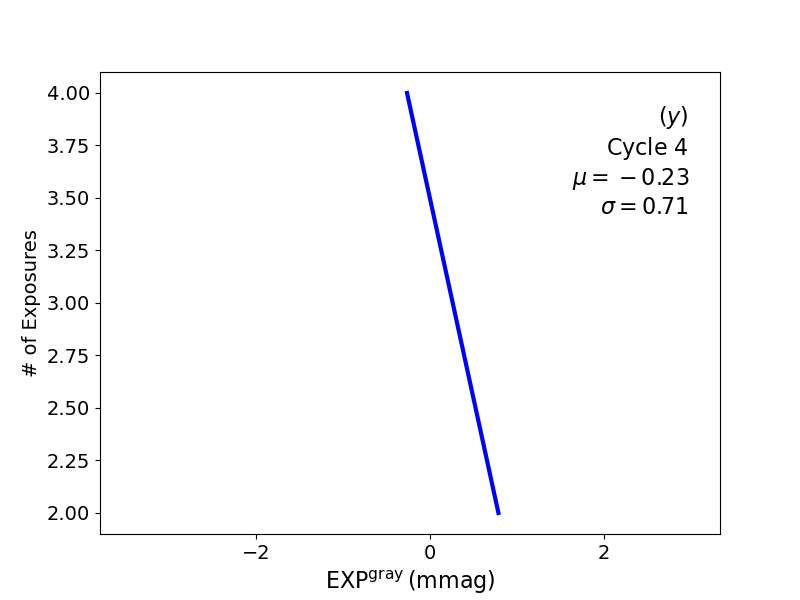 4.00
3.75
3.50
3.25
3.00
2.75
2.50
2.25
2.00
# of Exposures
(y)
Cycle 4
μ = −0.23
σ = 0.71
−2 0 2
EXP^gray (mmag)